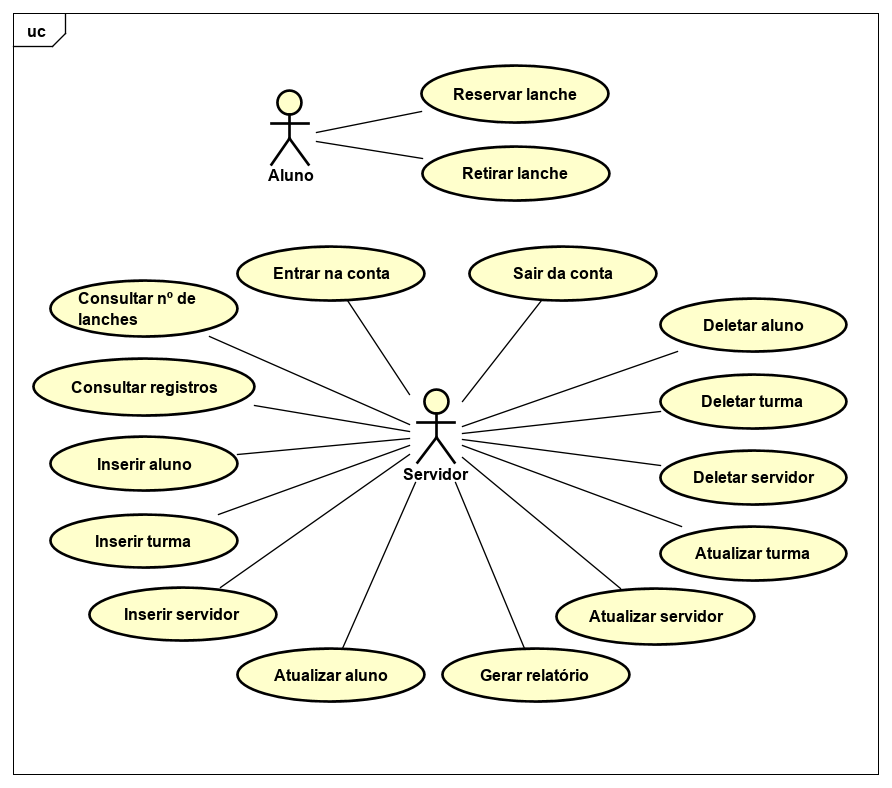 uc
Reservar lanche
Aluno
Retirar lanche
Entrar na conta
Sair da conta
Consultar nº de
lanches
Deletar aluno
Consultar registros
Deletar turma
Inserir aluno
Servidor
Deletar servidor
Inserir turma
Atualizar turma
Inserir servidor
Atualizar servidor
Atualizar aluno
Gerar relatório